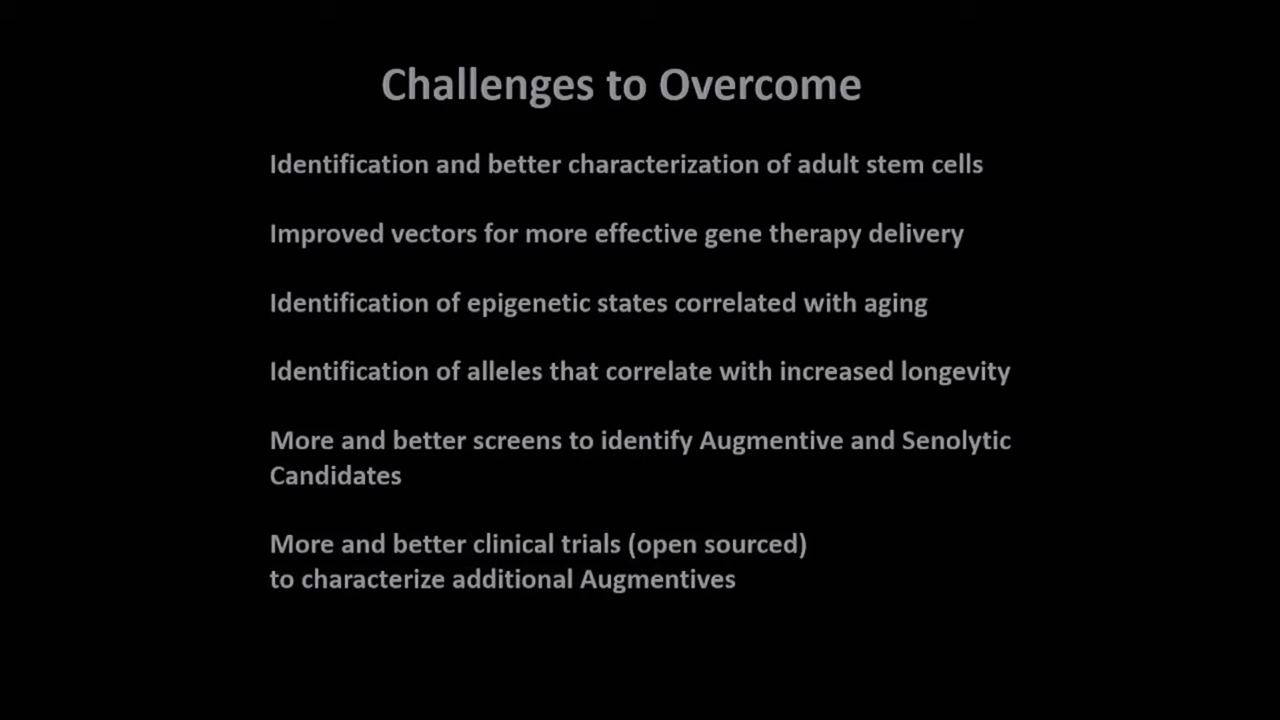 Challenges to Overcome
Identification and better characterization of adult stem cells
Improved vectors for more effective gene therapy delivery
Identification of epigenetic states correlated with aging
Identification of alleles that correlate with increased longevity
More and better screens to identify Augmentive and Senolytic
Candidates
More and better clinical trials (open sourced)
to characterize additional Augmentives